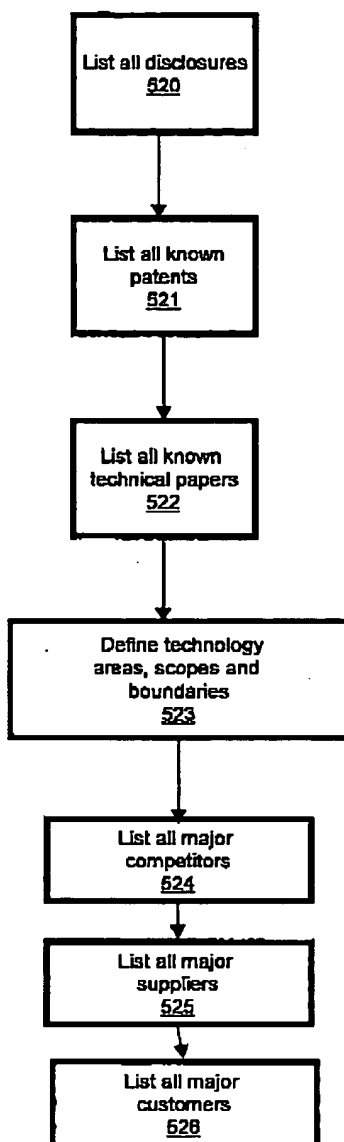 List all disclosures
520
List all known
patents
521
List all known
technical papers
522
Define technology
areas, scopes and
boundaries
523
List all major
competitors
524
List all major
suppliers
525
List all major
customers
526